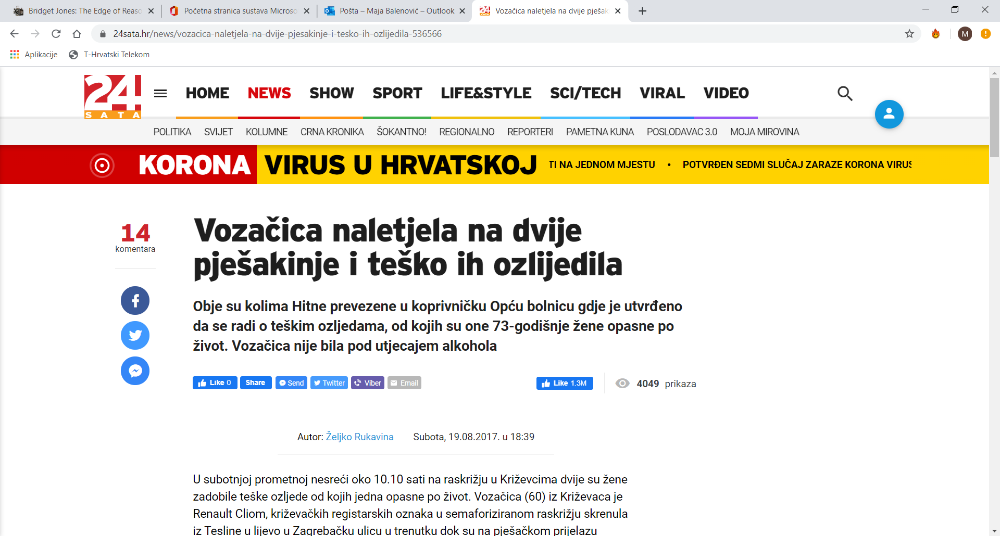 Bridget Jones: The Edge of Reaso
Početna stranica sustava Microso
Pošta – Maja Balenović – Outlook
Vozačica naletjela na dvije pješak
24sata.hr/news/vozacica-naletjela-na-dvije-pjesakinje-i-tesko-ih-ozlijedila-536566
M
Aplikacije
T-Hrvatski Telekom
24
SATA
HOME NEWS SHOW SPORT LIFE&STYLE SCI/TECH VIRAL VIDEO
POLITIKA SVIJET KOLUMNE CRNA KRONIKA ŠOKANTNO! REGIONALNO REPORTERI PAMETNA KUNA POSLODAVAC 3.0 MOJA MIROVINA
KORONA VIRUS U HRVATSKOJ TI NA JEDNOM MJESTU • POTVRĐEN SEDMI SLUČAJ ZARAZE KORONA VIRUS
14
komentara
Vozačica naletjela na dvije
pješakinje i teško ih ozlijedila
Obje su kolima Hitne prevezene u koprivničku Opću bolnicu gdje je utvrđeno
da se radi o teškim ozljedama, od kojih su one 73-godišnje žene opasne po
život. Vozačica nije bila pod utjecajem alkohola
Like 0 Share Send Twitter Viber Email
Like 1.3M
4049 prikaza
Autor: Željko Rukavina Subota, 19.08.2017. u 18:39
U subotnjoj prometnoj nesreći oko 10.10 sati na raskrižju u Križevcima dvije su žene
zadobile teške ozljede od kojih jedna opasne po život. Vozačica (60) iz Križevaca je
Renault Cliom, križevačkih registarskih oznaka u semaforiziranom raskrižju skrenula
iz Tesline u lijevo u Zagrebačku ulicu u trenutku dok su na pješačkom prijelazu